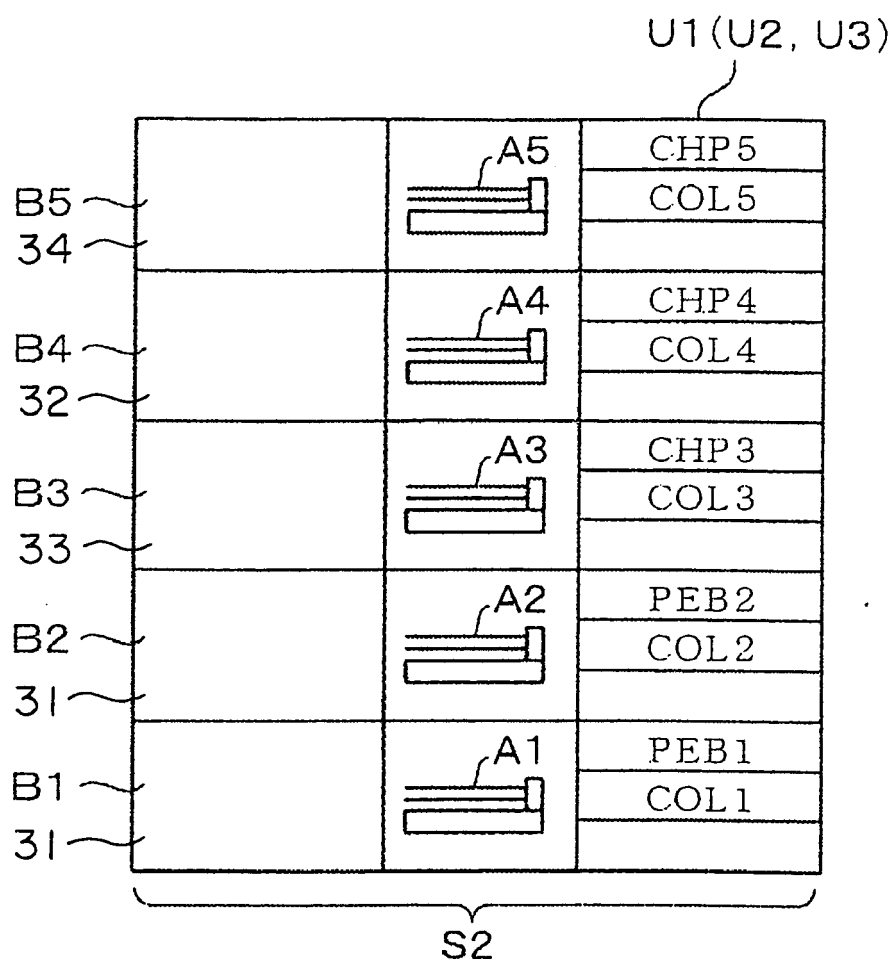 U1(U2, U3)
A5 CHP5
B5 COL5
34
A4 CHP4
B4 COL4
32
A3 CHP3
B3 COL3
33
A2 PEB2
B2 COL2
31
A1 PEB1
B1 COL1
31
S2